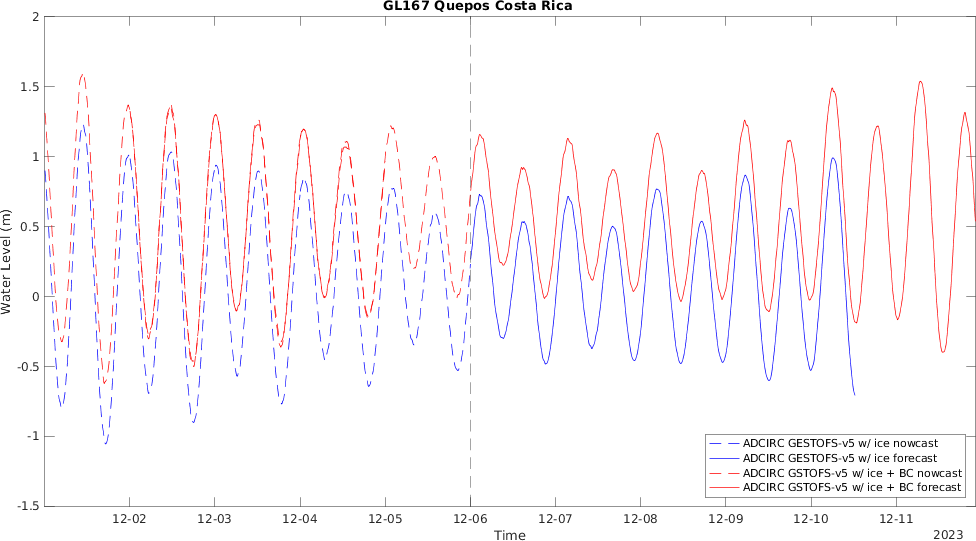 GL167 Quepos Costa Rica
2
1.5
1
0.5
0
-0.5
-1
-1.5
Water Level (m)
ADCIRC GESTOFS-v5 w/ ice nowcast
ADCIRC GESTOFS-v5 w/ ice forecast
ADCIRC GSTOFS-v5 w/ ice + BC nowcast
ADCIRC GSTOFS-v5 w/ ice + BC forecast
12-02 12-03 12-04 12-05 12-06 12-07 12-08 12-09 12-10 12-11
Time
2023